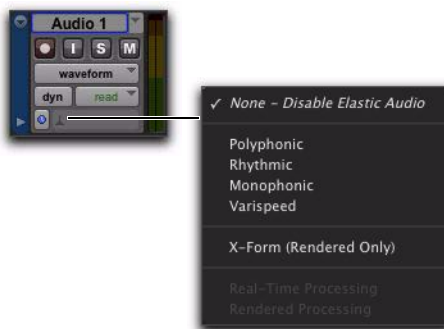 Audio 1
I S M
waveform
dyn read
✓ None – Disable Elastic Audio
Polyphonic
Rhythmic
Monophonic
Varispeed
X–Form (Rendered Only)
Real–Time Processing
Rendered Processing